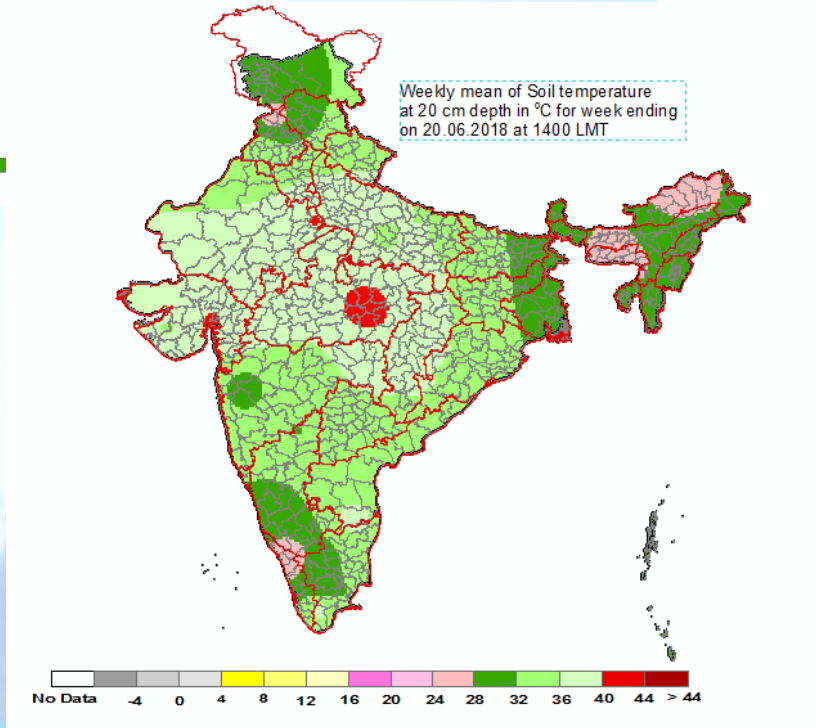 Weekly mean of Soil temperature
at 20 cm depth in °C for week ending
on 20.06.2018 at 1400 LMT
No Data -4 0 4 8 12 16 20 24 28 32 36 40 44 > 44